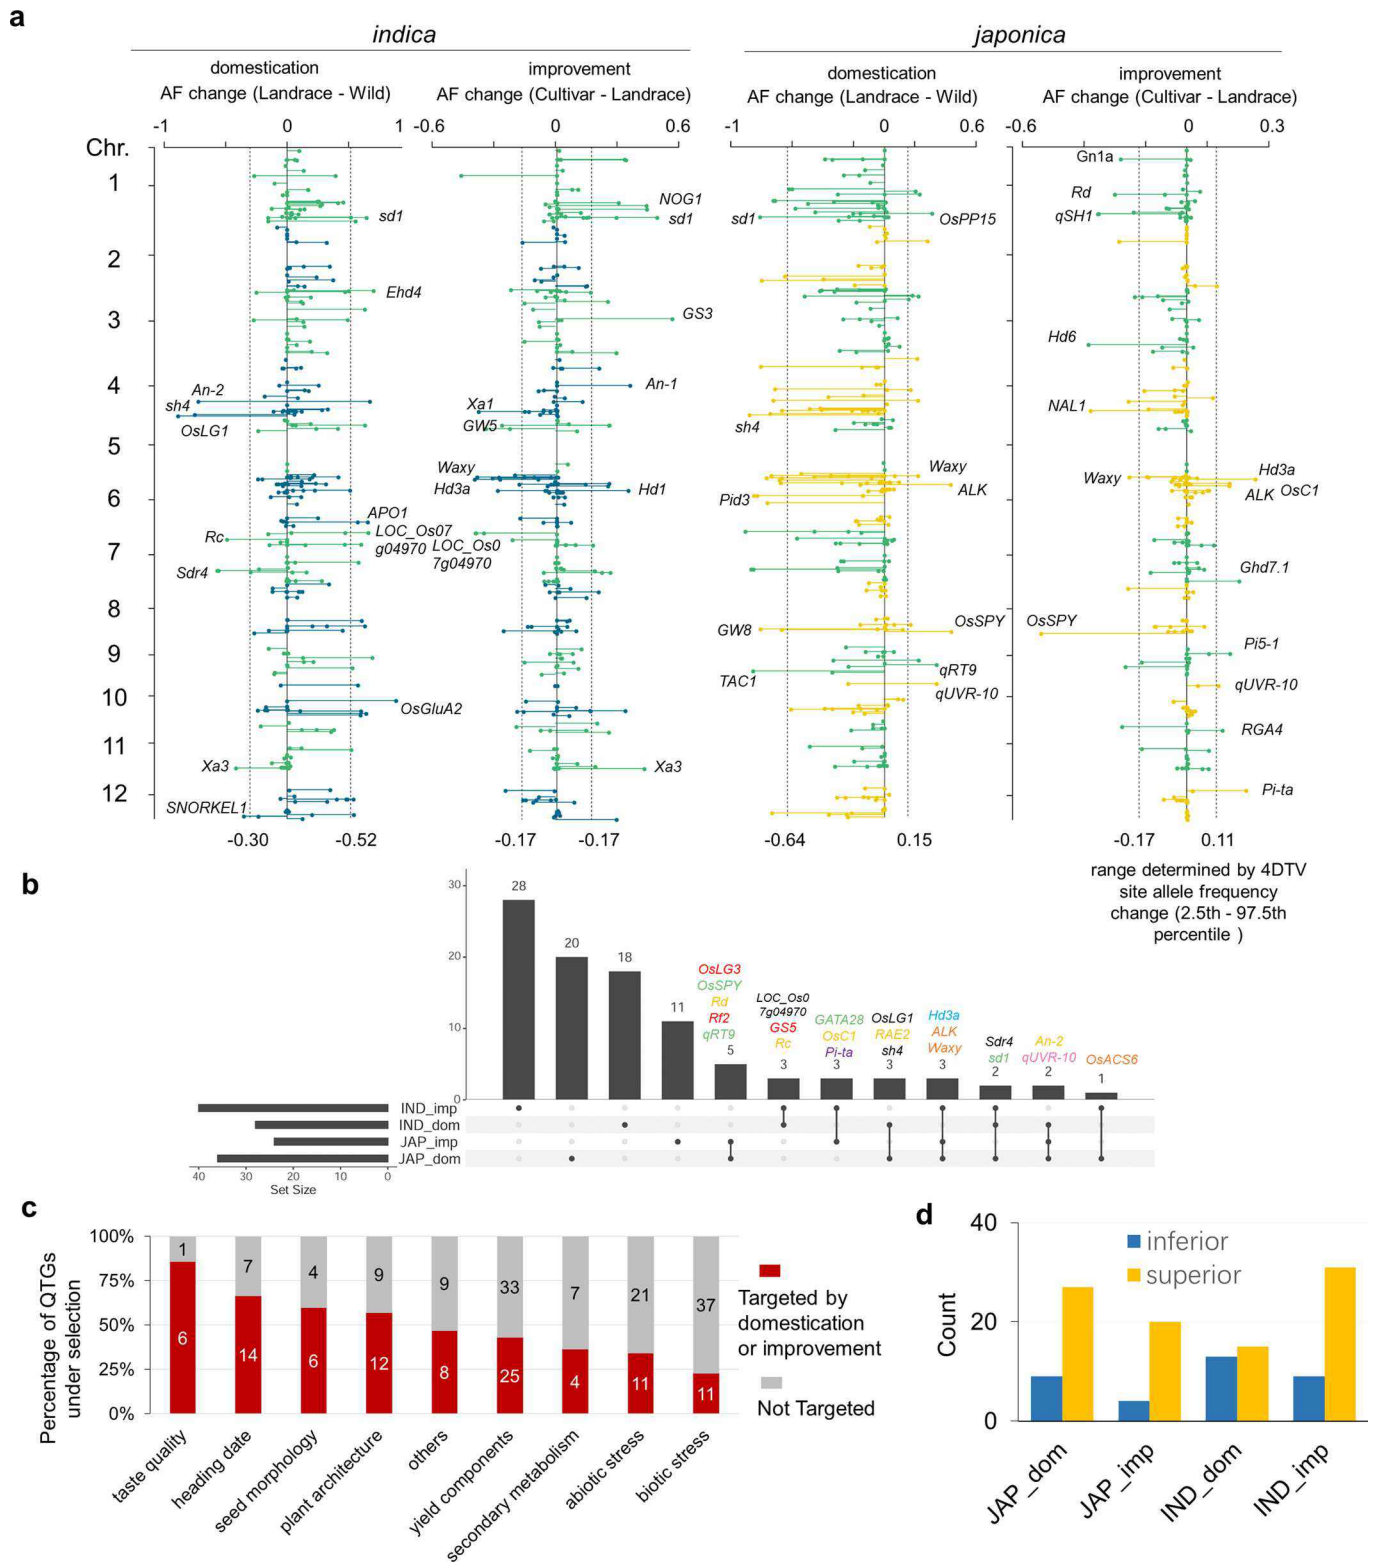 a
indica
japonica
domestication
AF change (Landrace - Wild)
improvement
AF change (Cultivar - Landrace)
domestication
AF change (Landrace - Wild)
improvement
AF change (Cultivar - Landrace)
-1 0 1 -0.6 0 0.6 -1 0 0.6 -0.6 0 0.3
Chr.
1
2
3
4
5
6
7
8
9
10
11
12
sd1
Ehd4
An-2
sh4
OsLG1
APO1
LOC_Os07
g04970
Rc
Sdr4
OsGluA2
Xa3
SNORKEL1
-0.30 -0.52
NOG1
sd1
GS3
An-1
Xa1
GW5
Waxy
Hd3a
Hd1
LOC_Os0
7g04970
Xa3
-0.17 -0.17
sd1
OsPP15
sh4
Waxy
ALK
Pid3
OsSPY
GW8
qRT9
TAC1
qUVR-10
-0.64 0.15
Gn1a
Rd
qSH1
Hd6
NAL1
Hd3a
Waxy
ALK
OsC1
Ghd7.1
OsSPY
Pi5-1
qUVR-10
RGA4
Pi-ta
-0.17 0.11
range determined by 4DTV
site allele frequency
change (2.5th - 97.5th
percentile )
b
30
20
10
0
28
20
18
11
OsLG3
OsSPY
Rd
Rf2
qRT9
5
LOC_Os0
7g04970
GS5
Rc
3
GATA28
OsC1
Pi-ta
3
OsLG1
RAE2
sh4
3
Hd3a
ALK
Waxy
3
Sdr4
sd1
2
An-2
qUVR-10
2
OsACS6
1
IND_imp
IND_dom
JAP_imp
JAP_dom
40 30 20 10 0
Set Size
c
Percentage of QTGs
under selection
100%
75%
50%
25%
0%
1 7 4 9 9 33 7 21 37
6 14 6 12 8 25 4 11 11
taste quality
heading date
seed morphology
plant architecture
others
yield components
secondary metabolism
abiotic stress
biotic stress
Targeted by
domestication
or improvement
Not Targeted
d
Count
40
20
0
inferior
superior
JAP_dom
JAP_imp
IND_dom
IND_imp